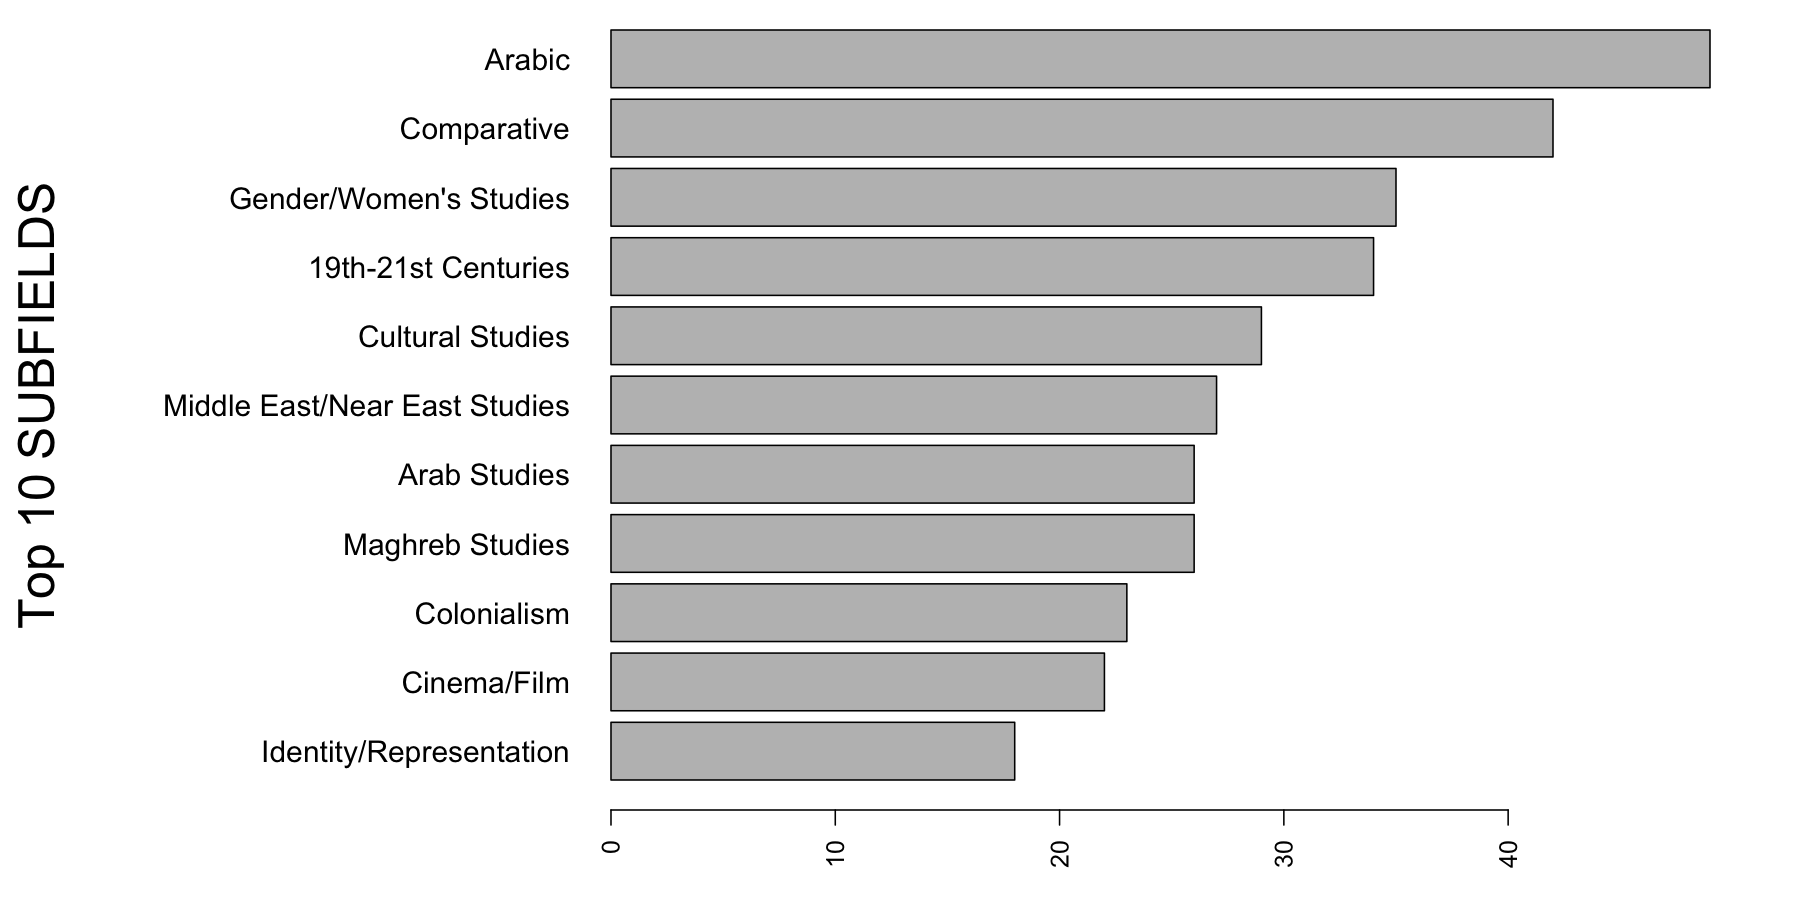 Top 10 SUBFIELDS
Arabic
Comparative
Gender/Women's Studies
19th-21st Centuries
Cultural Studies
Middle East/Near East Studies
Arab Studies
Maghreb Studies
Colonialism
Cinema/Film
Identity/Representation
0 10 20 30 40